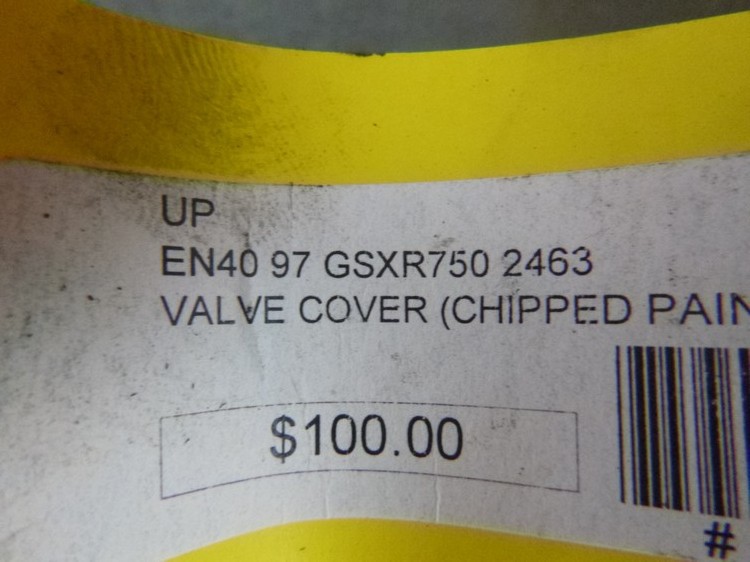 UP
EN40 97 GSXR750 2463
VALVE COVER (CHIPPED PAIN
$100.00
#